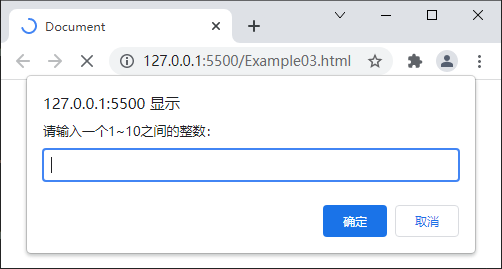 Document
127.0.0.1:5500/Example03.html
127.0.0.1:5500 显示
请输入一个1~10之间的整数：
确定
取消